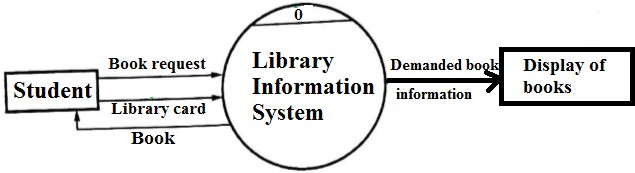 0
Book request
Student
Library card
Book
Library
Information
System
Demanded book
information
Display of
books